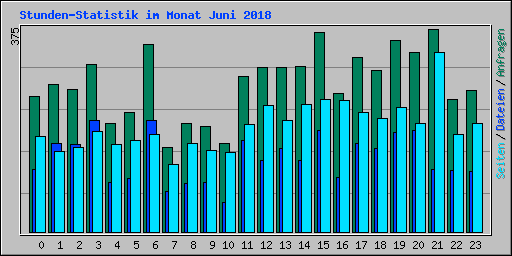 Stunden-Statistik im Monat Juni 2018
375
Seiten / Dateien / Anfragen
0 1 2 3 4 5 6 7 8 9 10 11 12 13 14 15 16 17 18 19 20 21 22 23